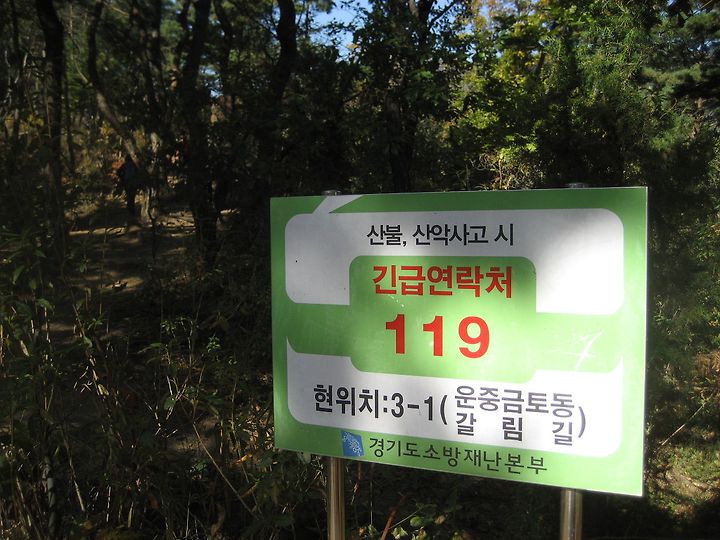 산불, 산악사고 시
긴급연락처
119
현위치:3-1(운중금토동
갈 림 길)
경기도소방재난본부